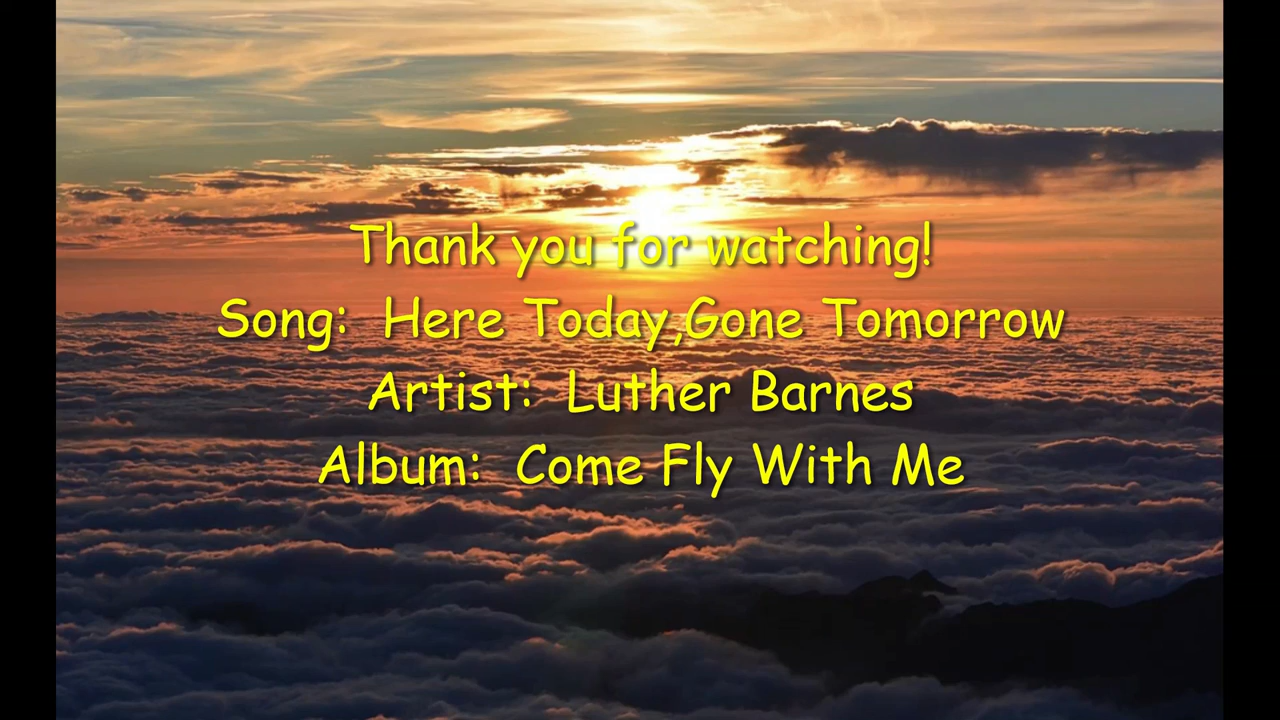 Thank you for watching!
Song:  Here Today,Gone Tomorrow
Artist:  Luther Barnes
Album:  Come Fly With Me